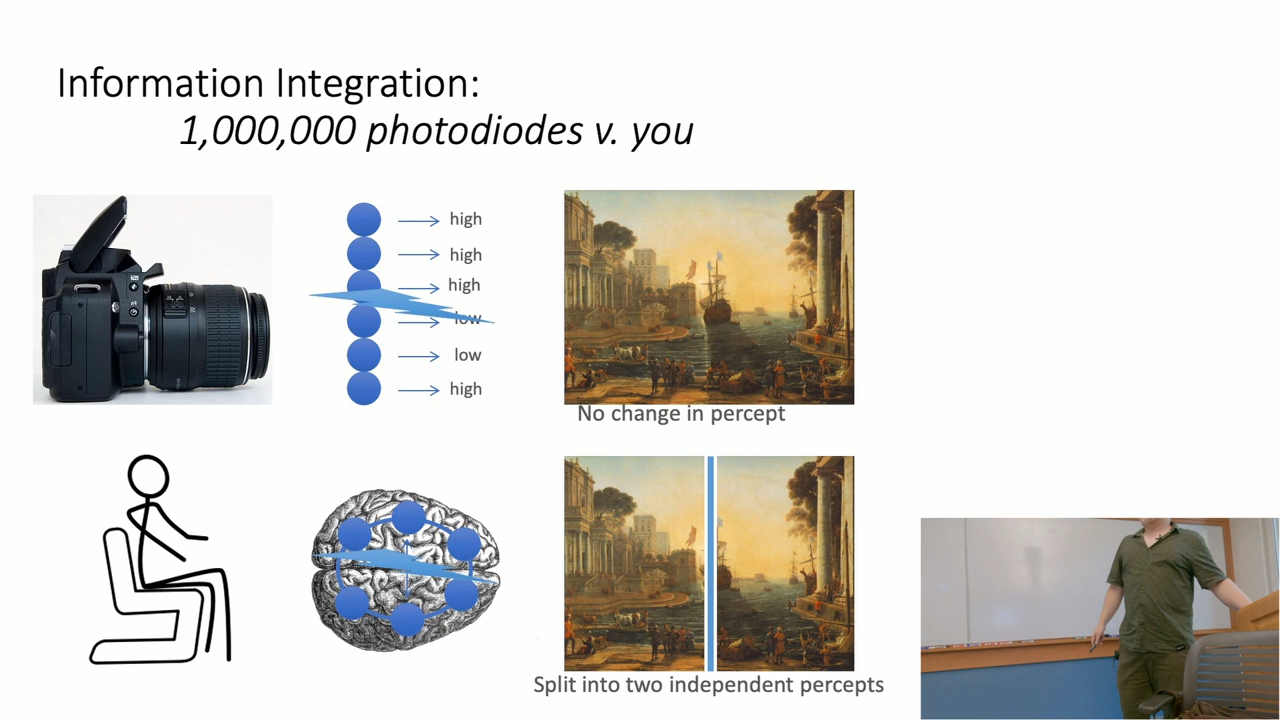 Information Integration:
1,000,000 photodiodes v. you
high
high
high
low
low
high
No change in percept
Split into two independent percepts